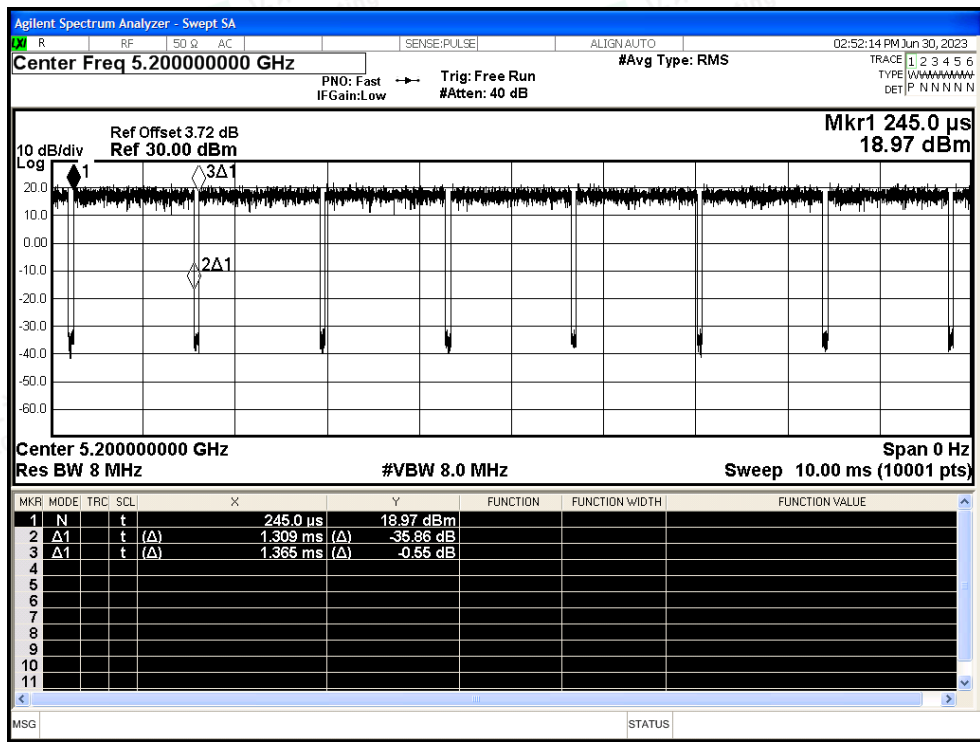 Agilent Spectrum Analyzer - Swept SA
LXI R RF 50 Ω AC SENSE:PULSE ALIGN AUTO 02:52:14 PM Jun 30, 2023
Center Freq 5.200000000 GHz #Avg Type: RMS TRACE 1 2 3 4 5 6
PNO: Fast Trig: Free Run TYPE
IFGain:Low #Atten: 40 dB DET P N N N N N
Mkr1 245.0 µs
Ref Offset 3.72 dB
10 dB/div Ref 30.00 dBm 18.97 dBm
Log
1 3Δ1
20.0
10.0
0.00
-10.0 2Δ1
-20.0
-30.0
-40.0
-50.0
-60.0
Center 5.200000000 GHz Span 0 Hz
Res BW 8 MHz #VBW 8.0 MHz Sweep 10.00 ms (10001 pts)
MKR MODE TRC SCL X Y FUNCTION FUNCTION WIDTH FUNCTION VALUE
1 N t 245.0 µs 18.97 dBm
2 Δ1 t (Δ) 1.309 ms (Δ) -35.86 dB
3 Δ1 t (Δ) 1.365 ms (Δ) -0.55 dB
4
5
6
7
8
9
10
11
MSG STATUS